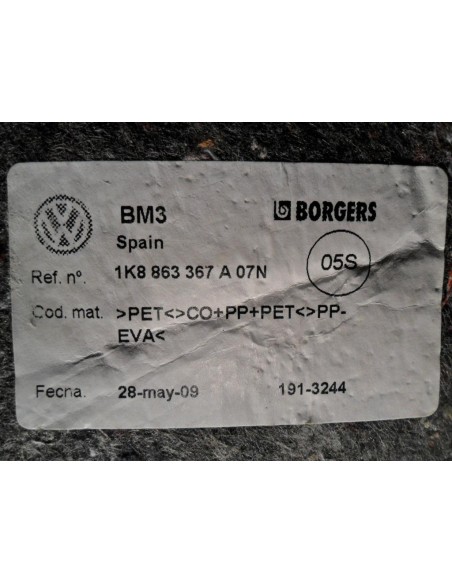 BM3 BORGERS
Spain 05S
Ref. nº. 1K8 863 367 A 07N
Cod. mat. >PET<>CO+PP+PET<>PP-
EVA<
Fecna. 28-may-09 191-3244